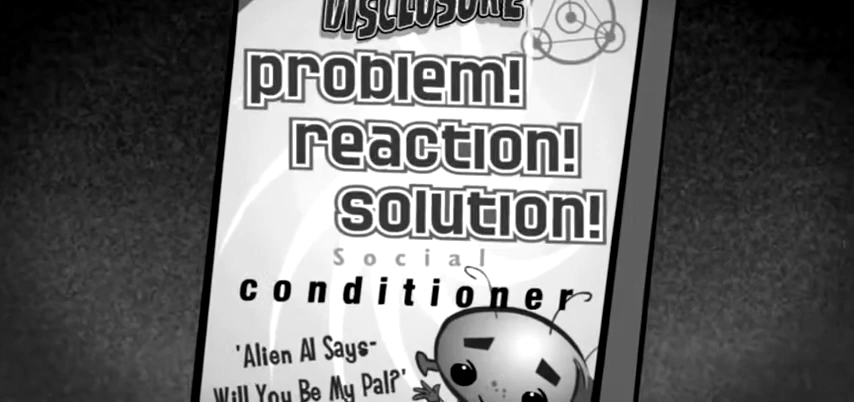 DISCLOSURE
problem!
reaction!
solution!
Social
conditioner
'Alien Al Says-
Will You Be My Pal?'